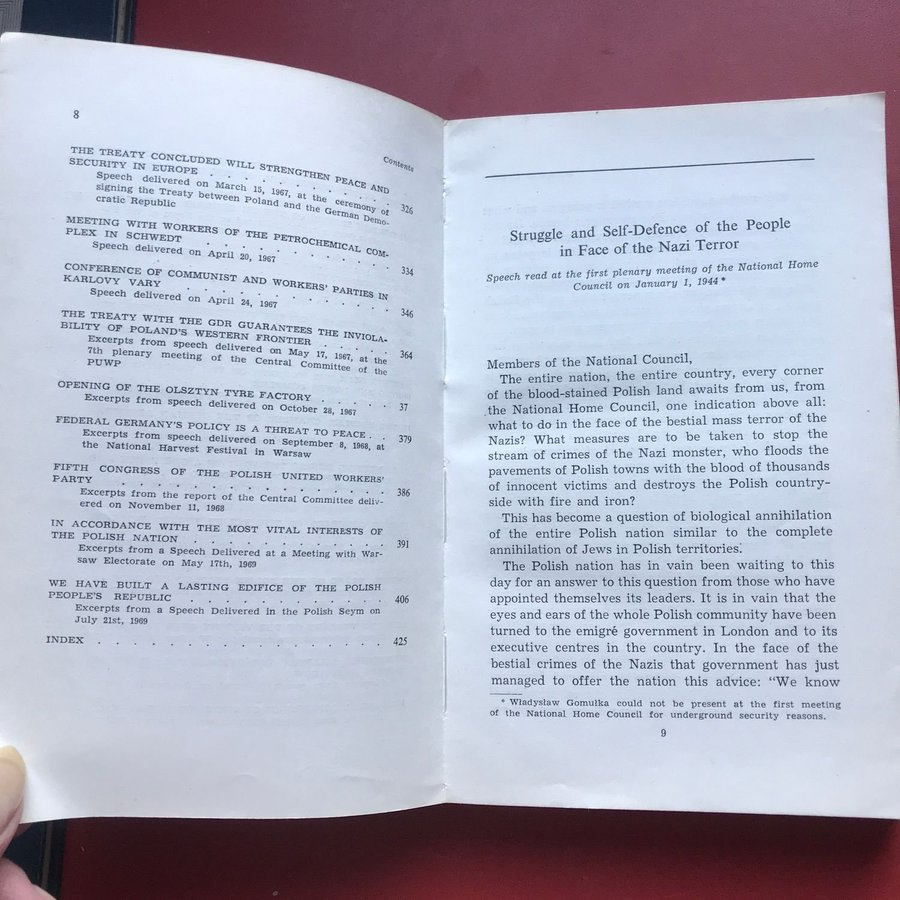 8
Contents
THE TREATY CONCLUDED WILL STRENGTHEN PEACE AND
SECURITY IN EUROPE . . . . . . . . . . . 326
Speech delivered on March 15, 1967, at the ceremony of
signing the Treaty between Poland and the German Demo-
cratic Republic
MEETING WITH WORKERS OF THE PETROCHEMICAL COM-
PLEX IN SCHWEDT . . . . . . . . . . . 334
Speech delivered on April 20, 1967
CONFERENCE OF COMMUNIST AND WORKERS' PARTIES IN
KARLOVY VARY . . . . . . . . . . . . 346
Speech delivered on April 24, 1967
THE TREATY WITH THE GDR GUARANTEES THE INVIOLA-
BILITY OF POLAND'S WESTERN FRONTIER . . . . . 364
Excerpts from speech delivered on May 17, 1967, at the
7th plenary meeting of the Central Committee of the
PUWP
OPENING OF THE OLSZTYN TYRE FACTORY . . . . . 37
Excerpts from speech delivered on October 28, 1967
FEDERAL GERMANY'S POLICY IS A THREAT TO PEACE . . 379
Excerpts from speech delivered on September 8, 1968, at
the National Harvest Festival in Warsaw
FIFTH CONGRESS OF THE POLISH UNITED WORKERS'
PARTY . . . . . . . . . . . . . . . 386
Excerpts from the report of the Central Committee deliv-
ered on November 11, 1968
IN ACCORDANCE WITH THE MOST VITAL INTERESTS OF
THE POLISH NATION . . . . . . . . . . . 391
Excerpts from a Speech Delivered at a Meeting with War-
saw Electorate on May 17th, 1969
WE HAVE BUILT A LASTING EDIFICE OF THE POLISH
PEOPLE'S REPUBLIC . . . . . . . . . . . 406
Excerpts from a Speech Delivered in the Polish Seym on
July 21st, 1969
INDEX . . . . . . . . . . . . . . . . 425
Struggle and Self-Defence of the People
in Face of the Nazi Terror
Speech read at the first plenary meeting of the National Home
Council on January 1, 1944*
Members of the National Council,
The entire nation, the entire country, every corner
of the blood-stained Polish land awaits from us, from
the National Home Council, one indication above all:
what to do in the face of the bestial mass terror of the
Nazis? What measures are to be taken to stop the
stream of crimes of the Nazi monster, who floods the
pavements of Polish towns with the blood of thousands
of innocent victims and destroys the Polish country-
side with fire and iron?
This has become a question of biological annihilation
of the entire Polish nation similar to the complete
annihilation of Jews in Polish territories.
The Polish nation has in vain been waiting to this
day for an answer to this question from those who have
appointed themselves its leaders. It is in vain that the
eyes and ears of the whole Polish community have been
turned to the emigré government in London and to its
executive centres in the country. In the face of the
bestial crimes of the Nazis that government has just
managed to offer the nation this advice: "We know
* Władysław Gomułka could not be present at the first meeting
of the National Home Council for underground security reasons.
9